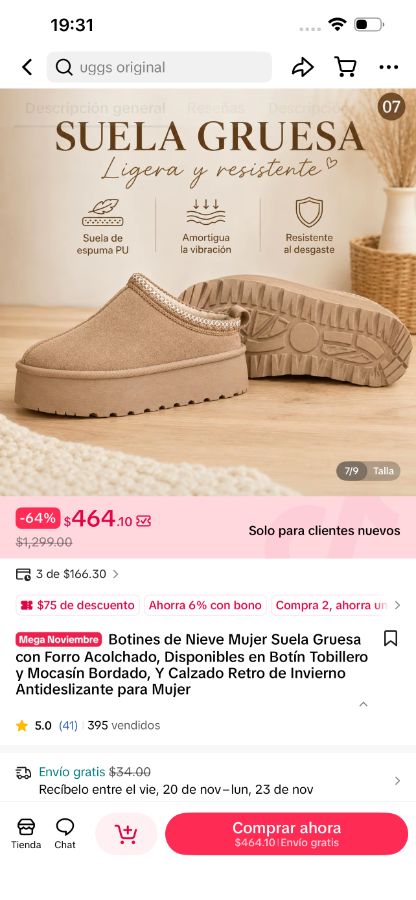 19:31
uggs original
Descripción general Reseñas Descripción
07
SUELA GRUESA
Ligera y resistente
Suela de
espuma PU
Amortigua
la vibración
Resistente
al desgaste
7/9 Talla
-64% $464.10
Solo para clientes nuevos
$1,299.00
3 de $166.30
$75 de descuento
Ahorra 6% con bono
Compra 2, ahorra un
Mega Noviembre Botines de Nieve Mujer Suela Gruesa
con Forro Acolchado, Disponibles en Botín Tobillero
y Mocasín Bordado, Y Calzado Retro de Invierno
Antideslizante para Mujer
5.0 (41) 395 vendidos
Envío gratis $34.00
Recíbelo entre el vie, 20 de nov–lun, 23 de nov
Tienda
Chat
Comprar ahora
$464.10 | Envío gratis